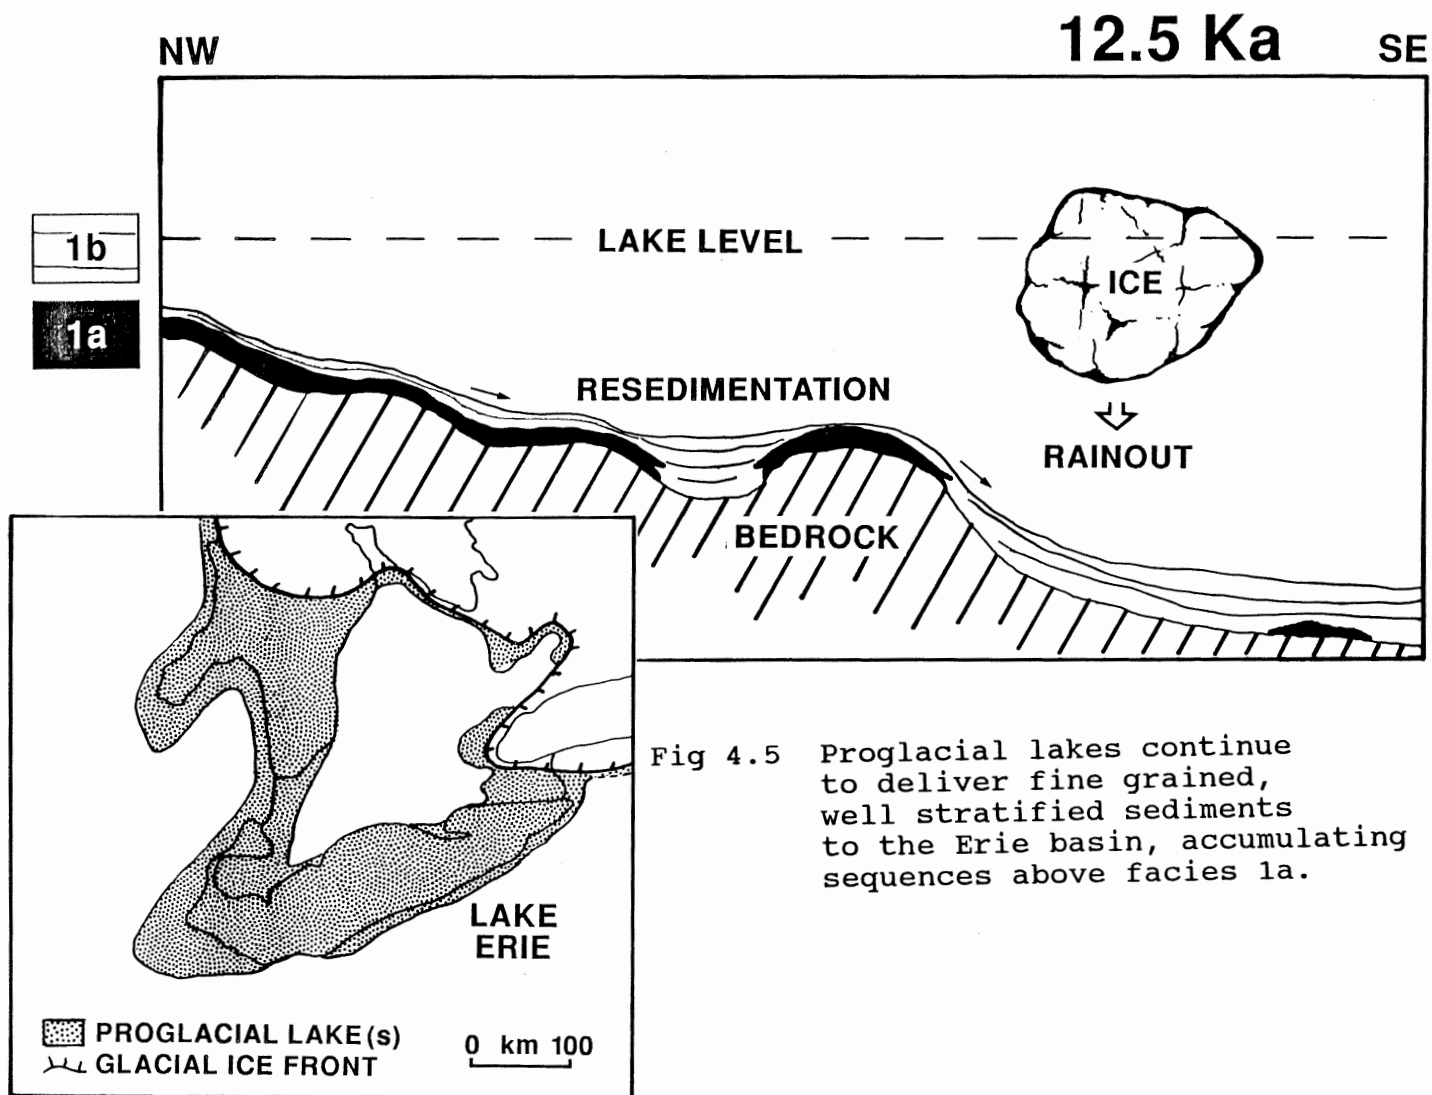 NW
12.5 Ka
SE
1b
1a
LAKE LEVEL
ICE
RESEDIMENTATION
RAINOUT
BEDROCK
LAKE
ERIE
PROGLACIAL LAKE(s)
GLACIAL ICE FRONT
0 km 100
Fig 4.5 Proglacial lakes continue
to deliver fine grained,
well stratified sediments
to the Erie basin, accumulating
sequences above facies 1a.